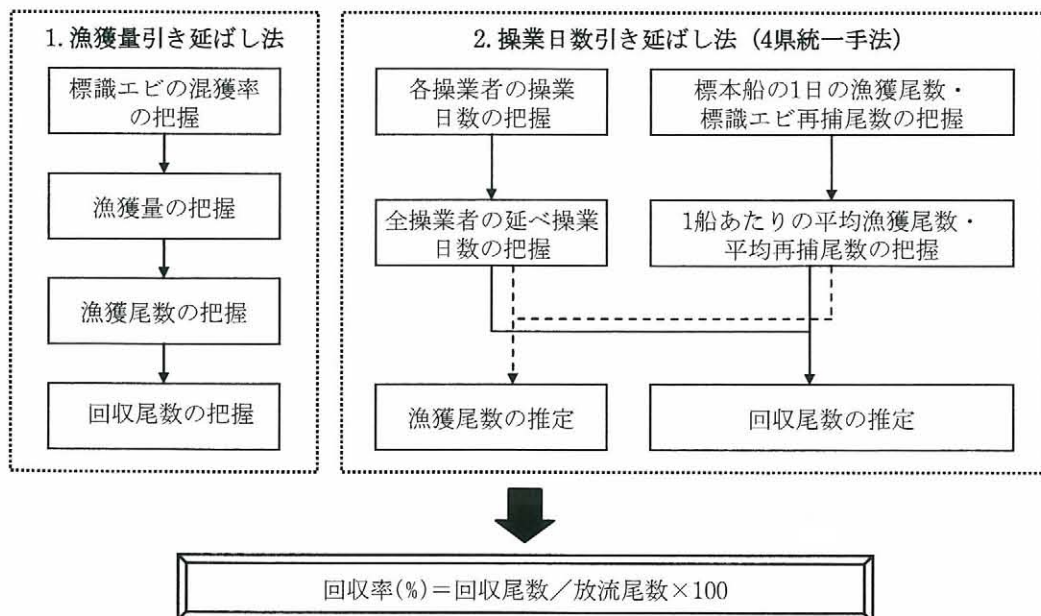 1. 漁獲量引き延ばし法
標識エビの混獲率
の把握
漁獲量の把握
漁獲尾数の把握
回収尾数の把握
2. 操業日数引き延ばし法 (4県統一手法)
各操業者の操業
日数の把握
標本船の1日の漁獲尾数・
標識エビ再捕尾数の把握
全操業者の延べ操業
日数の把握
1船あたりの平均漁獲尾数・
平均再捕尾数の把握
漁獲尾数の推定
回収尾数の推定
回収率(%)=回収尾数/放流尾数×100